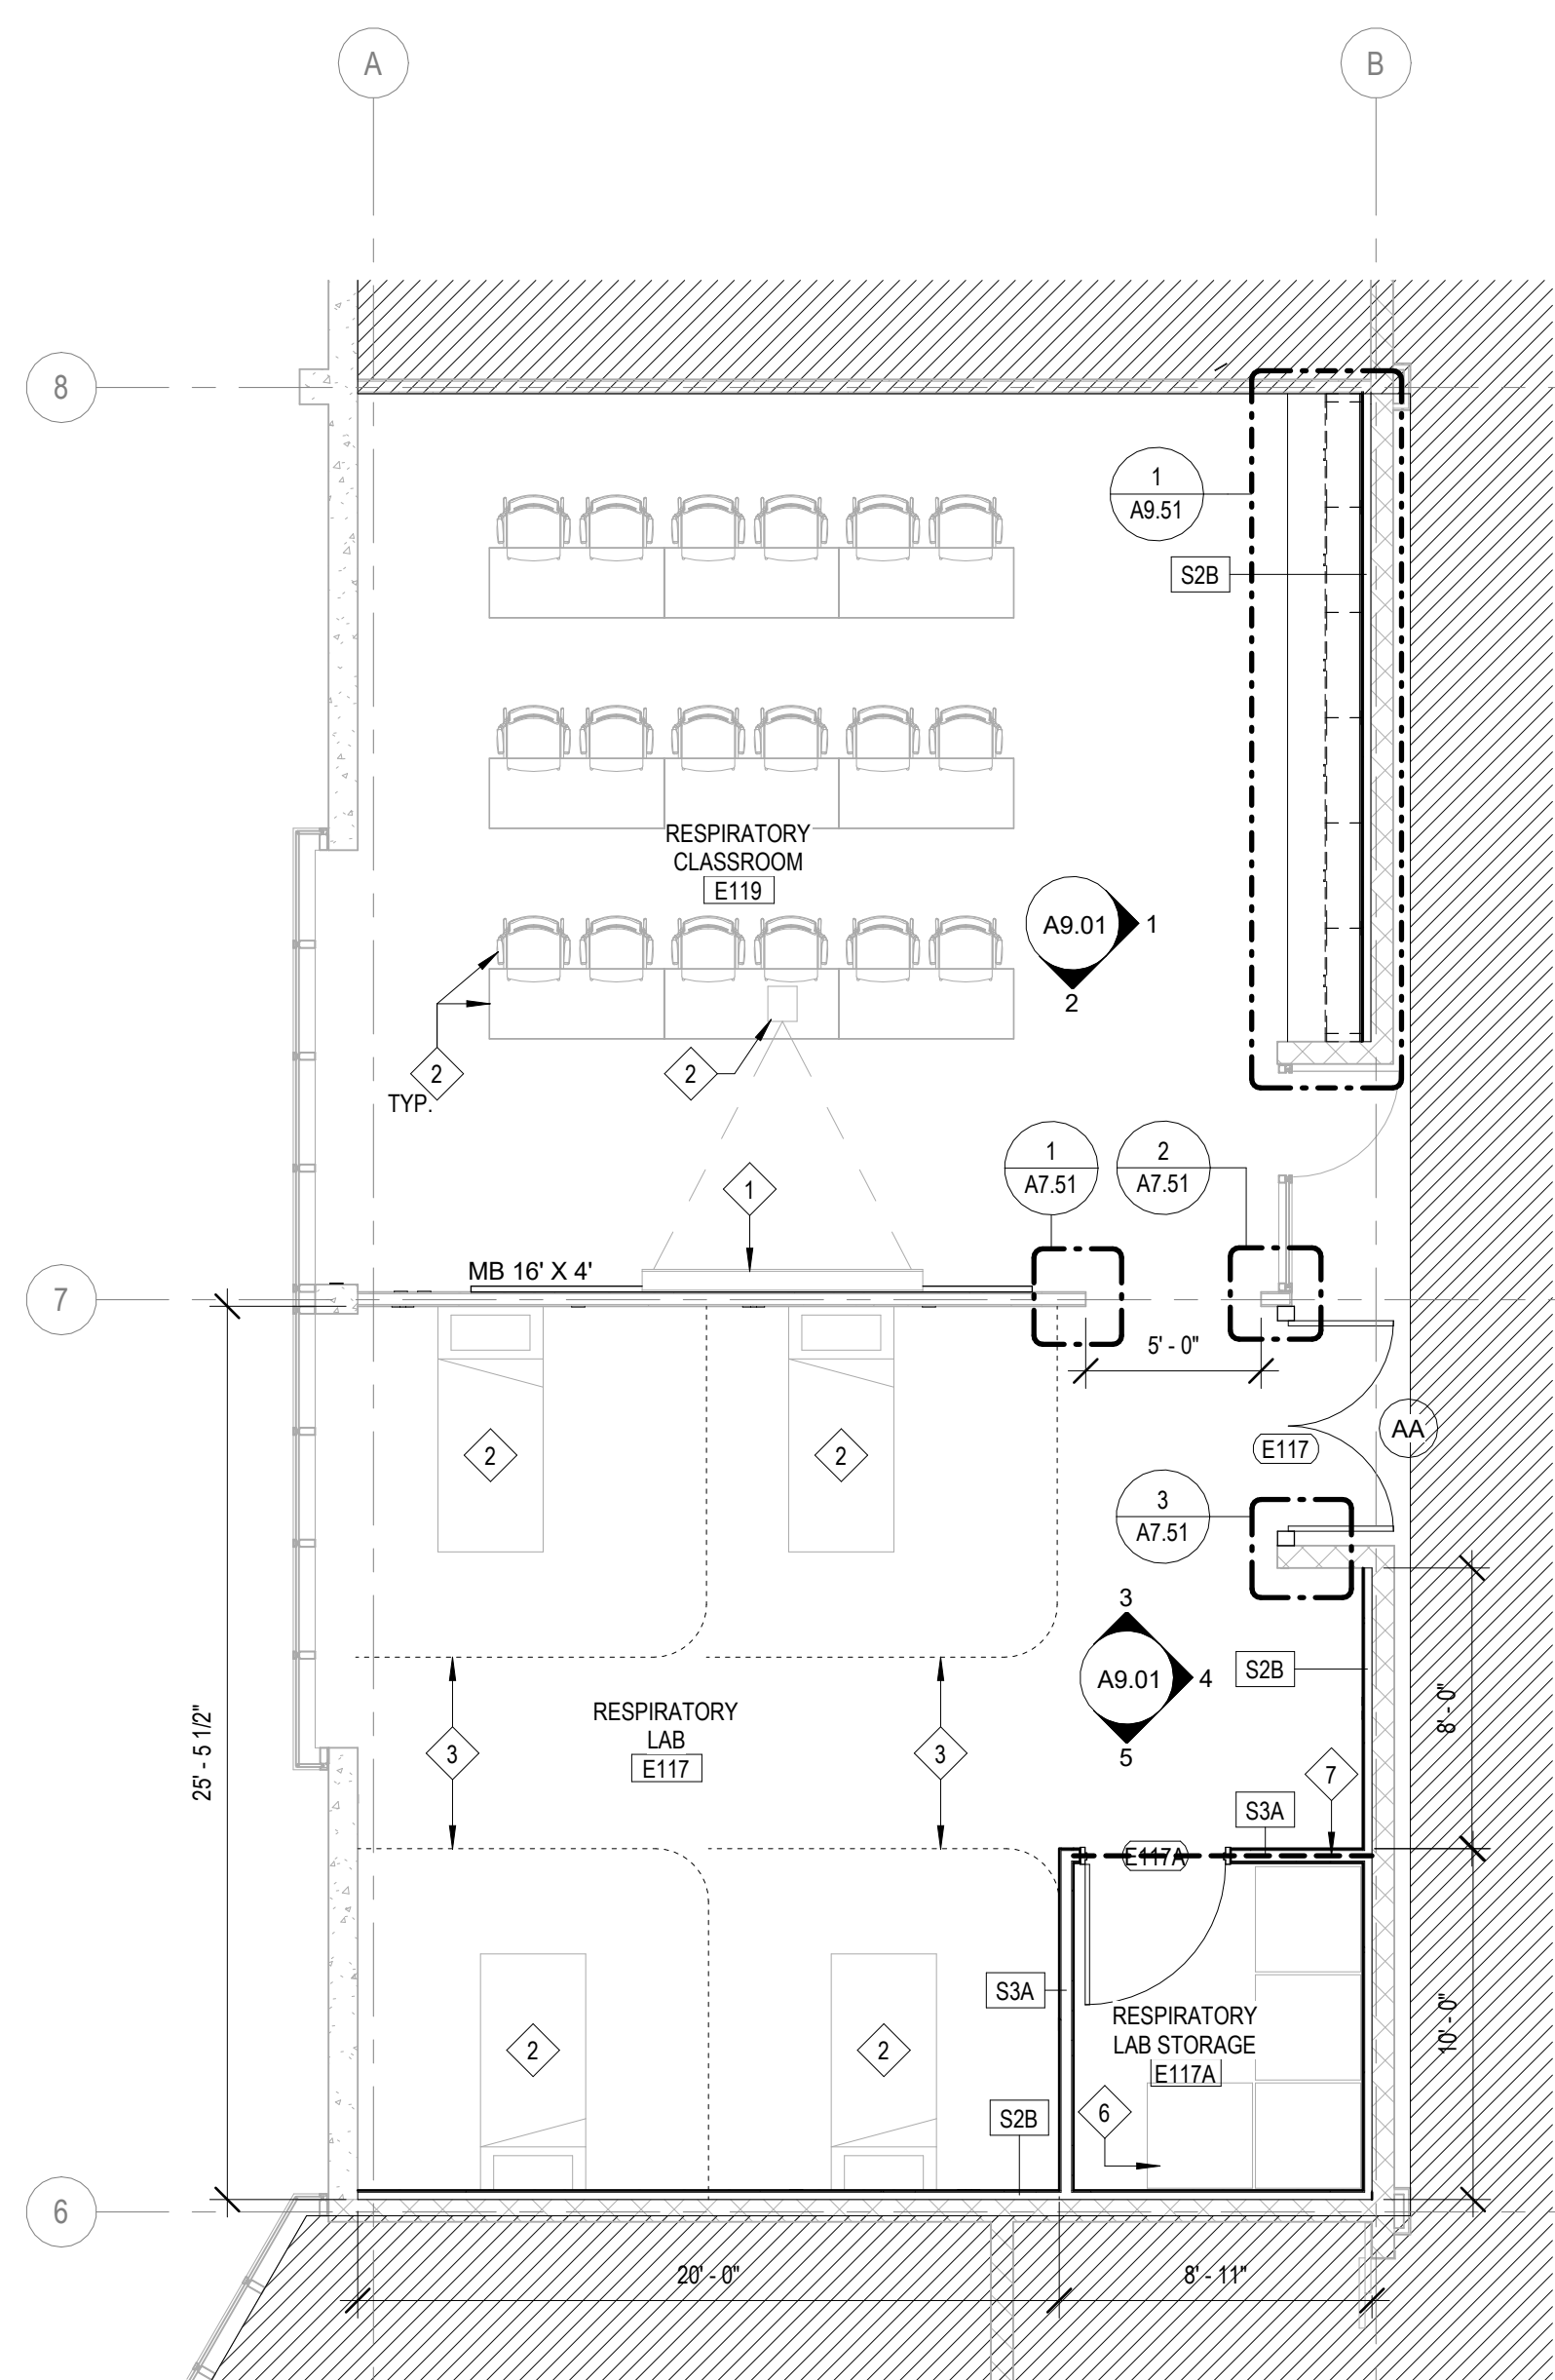 A
B
8
1
A9.51
S2B
RESPIRATORY
CLASSROOM
E119
A9.01
1
2
2
TYP.
2
1
A7.51
2
A7.51
1
MB 16' X 4'
7
5' - 0"
2
2
E117
AA
3
A7.51
3
A9.01
4
5
S2B
8' - 0"
25' - 5 1/2"
RESPIRATORY
LAB
E117
3
3
7
S3A
E117A
S3A
RESPIRATORY
LAB STORAGE
E117A
10' - 0"
2
2
6
S2B
6
20' - 0"
8' - 11"